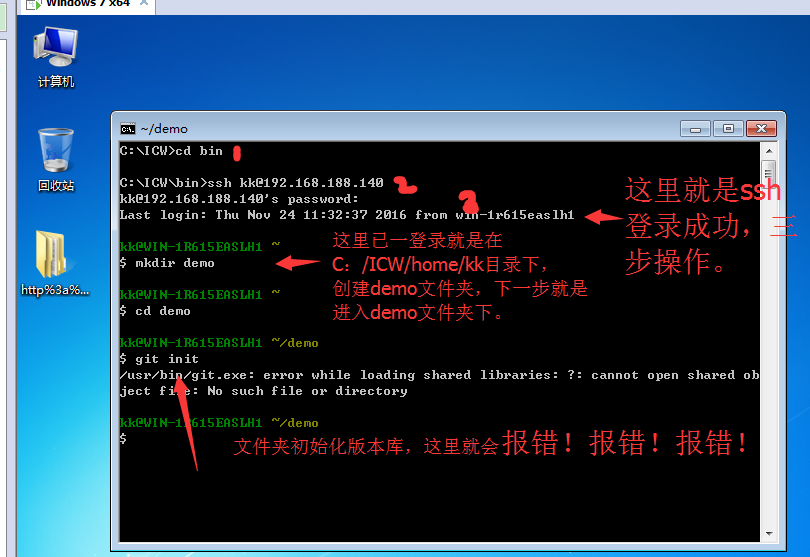 Windows 7 x64
计算机
回收站
http%3a%...
~/demo
C:\ICW>cd bin
1
C:\ICW\bin>ssh kk@192.168.188.140
2
kk@192.168.188.140's password:
3
Last login: Thu Nov 24 11:32:37 2016 from win-1r615easlh1
这里就是ssh
登录成功，三
步操作。
kk@WIN-1R615EASLH1 ~
$ mkdir demo
这里已一登录就是在
C：/ICW/home/kk目录下，
创建demo文件夹，下一步就是
进入demo文件夹下。
kk@WIN-1R615EASLH1 ~
$ cd demo
kk@WIN-1R615EASLH1 ~/demo
$ git init
/usr/bin/git.exe: error while loading shared libraries: ?: cannot open shared ob
ject file: No such file or directory
kk@WIN-1R615EASLH1 ~/demo
$
文件夹初始化版本库，这里就会报错！报错！报错！